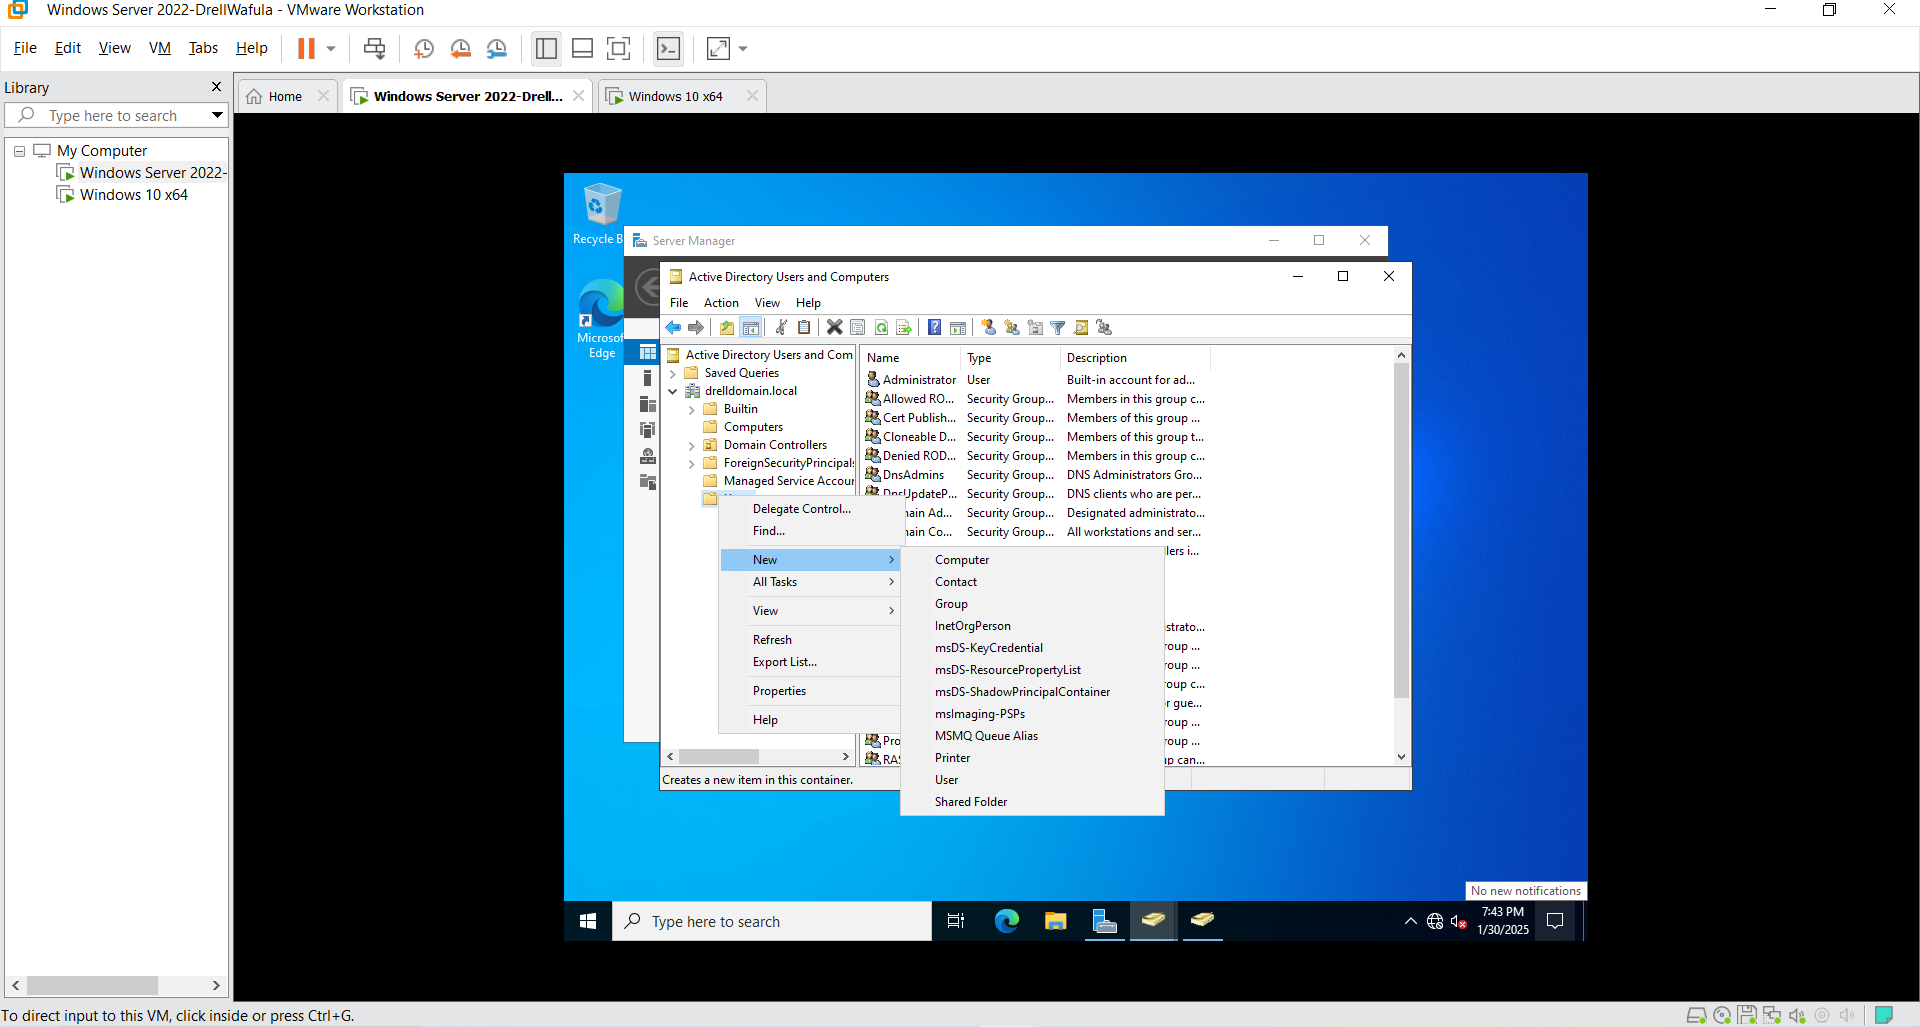 Windows Server 2022-DrellWafula - VMware Workstation
File Edit View VM Tabs Help
Library
Type here to search
My Computer
Windows Server 2022-
Windows 10 x64
Home
Windows Server 2022-Drell...
Windows 10 x64
Recycle B
Microsof
Edge
Server Manager
Active Directory Users and Computers
File Action View Help
Active Directory Users and Com
Saved Queries
drelldomain.local
Builtin
Computers
Domain Controllers
ForeignSecurityPrincipals
Managed Service Accour
Name Type Description
Administrator User Built-in account for ad...
Allowed RO... Security Group... Members in this group c...
Cert Publish... Security Group... Members of this group ...
Cloneable D... Security Group... Members of this group t...
Denied ROD... Security Group... Members in this group c...
DnsAdmins Security Group... DNS Administrators Gro...
DnsUpdateP... Security Group... DNS clients who are per...
nain Ad... Security Group... Designated administrato...
nain Co... Security Group... All workstations and ser...
llers i...
strato...
roup ...
roup ...
roup c...
r gue...
roup ...
Pro roup ...
RAS p can...
Delegate Control...
Find...
New
All Tasks
View
Refresh
Export List...
Properties
Help
Computer
Contact
Group
InetOrgPerson
msDS-KeyCredential
msDS-ResourcePropertyList
msDS-ShadowPrincipalContainer
msImaging-PSPs
MSMQ Queue Alias
Printer
User
Shared Folder
Creates a new item in this container.
No new notifications
Type here to search
7:43 PM
1/30/2025
To direct input to this VM, click inside or press Ctrl+G.